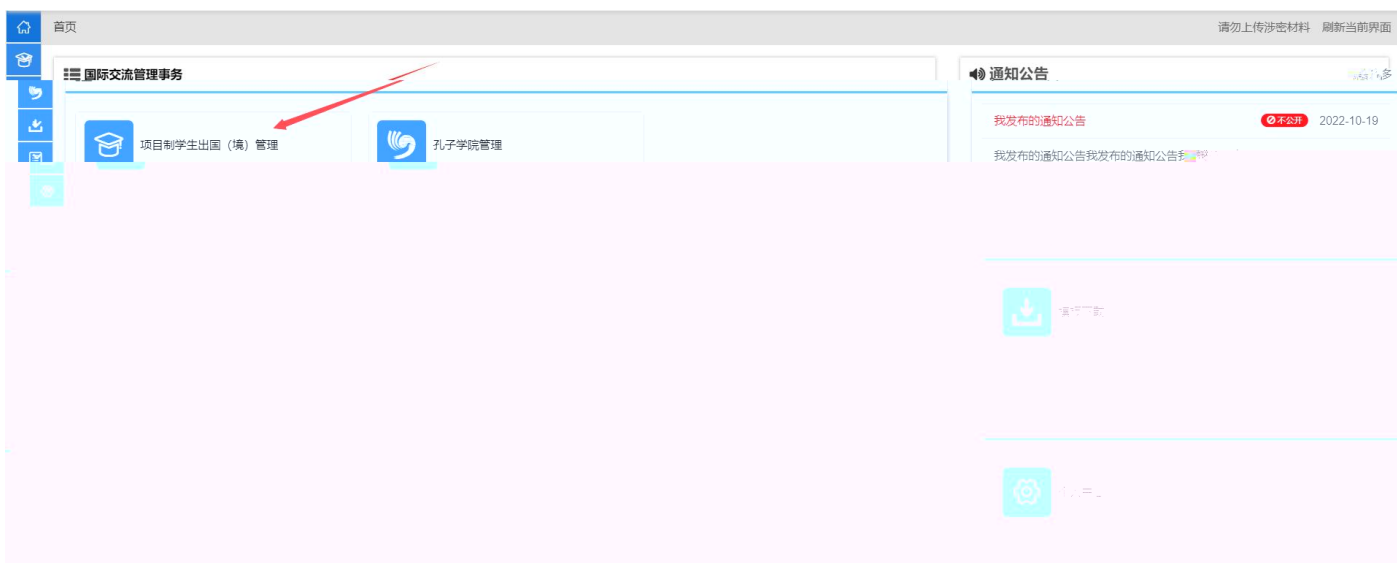 首页
请勿上传涉密材料 刷新当前界面
国际交流管理事务
通知公告
多
项目制学生出国（境）管理
孔子学院管理
我发布的通知公告 不公开 2022-10-19
我发布的通知公告我发布的通知公告